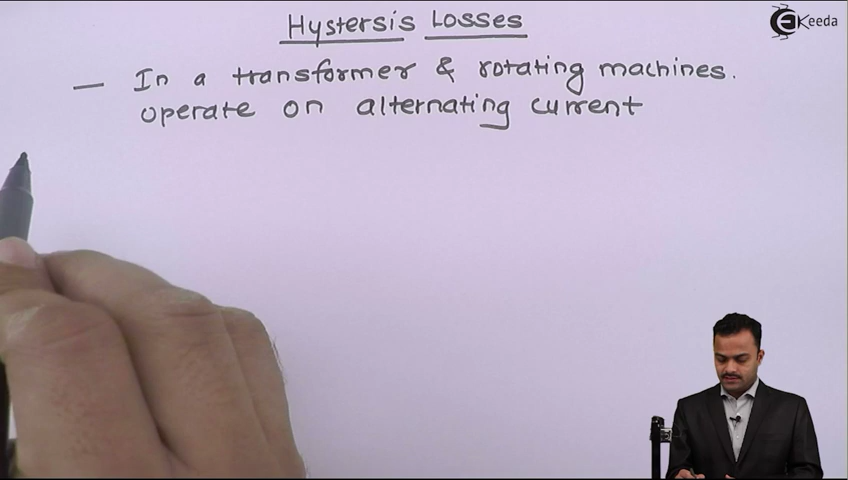 Hystersis Losses
EKeeda
— In a transformer & rotating machines.
operate on alternating current